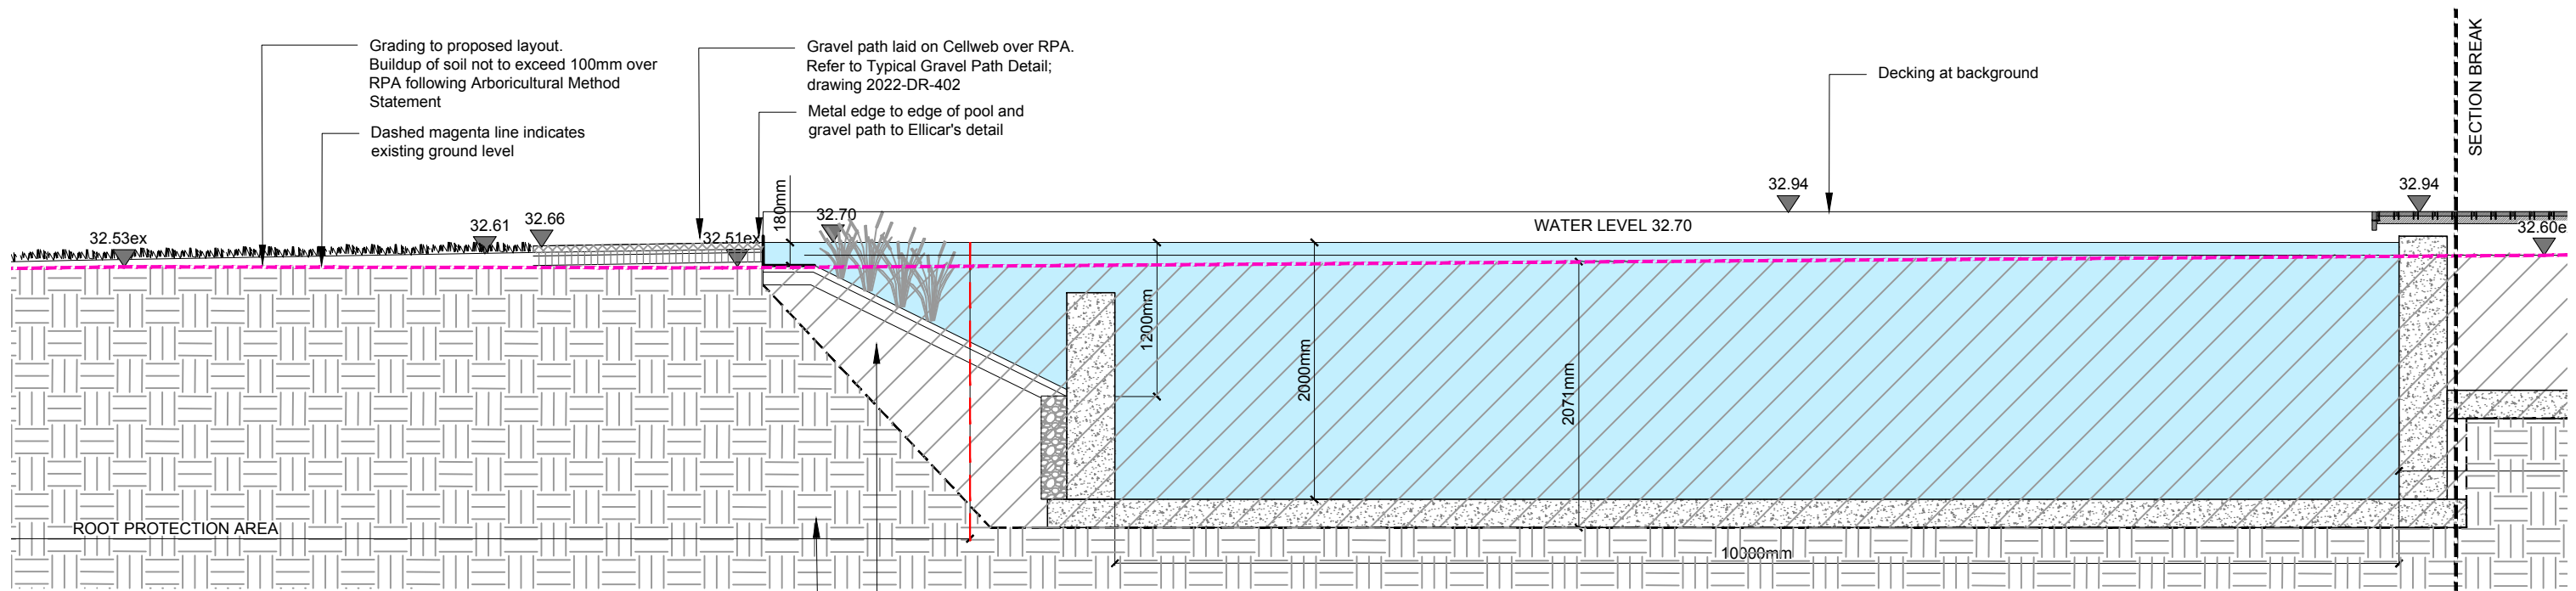 Grading to proposed layout.
Buildup of soil not to exceed 100mm over
RPA following Arboricultural Method
Statement
Dashed magenta line indicates
existing ground level
Gravel path laid on Cellweb over RPA.
Refer to Typical Gravel Path Detail;
drawing 2022-DR-402
Metal edge to edge of pool and
gravel path to Ellicar's detail
Decking at background
SECTION BREAK
32.53ex
32.61
32.66
32.51ex
180mm
32.70
32.94
32.94
WATER LEVEL 32.70
32.60e
1200mm
2000mm
2071mm
ROOT PROTECTION AREA
10000mm